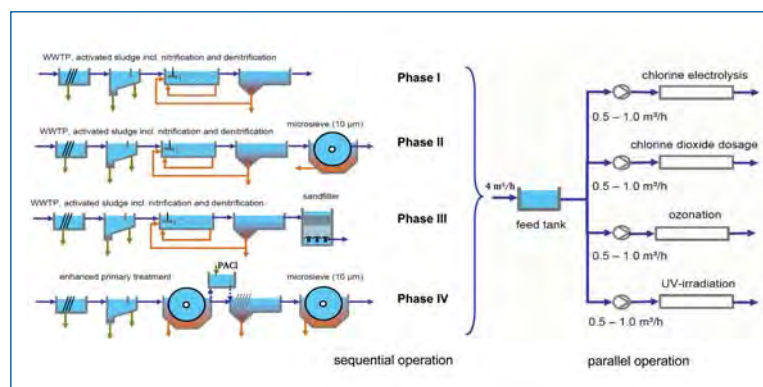 WWTP, activated sludge incl. nitrification and denitrification
Phase I
WWTP, activated sludge incl. nitrification and denitrification
microsieve (10 µm)
Phase II
WWTP, activated sludge incl. nitrification and denitrification
sandfilter
Phase III
enhanced primary treatment
PACl
microsieve (10 µm)
Phase IV
sequential operation
4 m³/h
feed tank
chlorine electrolysis
0.5 – 1.0 m³/h
chlorine dioxide dosage
0.5 – 1.0 m³/h
ozonation
0.5 – 1.0 m³/h
UV-irradiation
0.5 – 1.0 m³/h
parallel operation